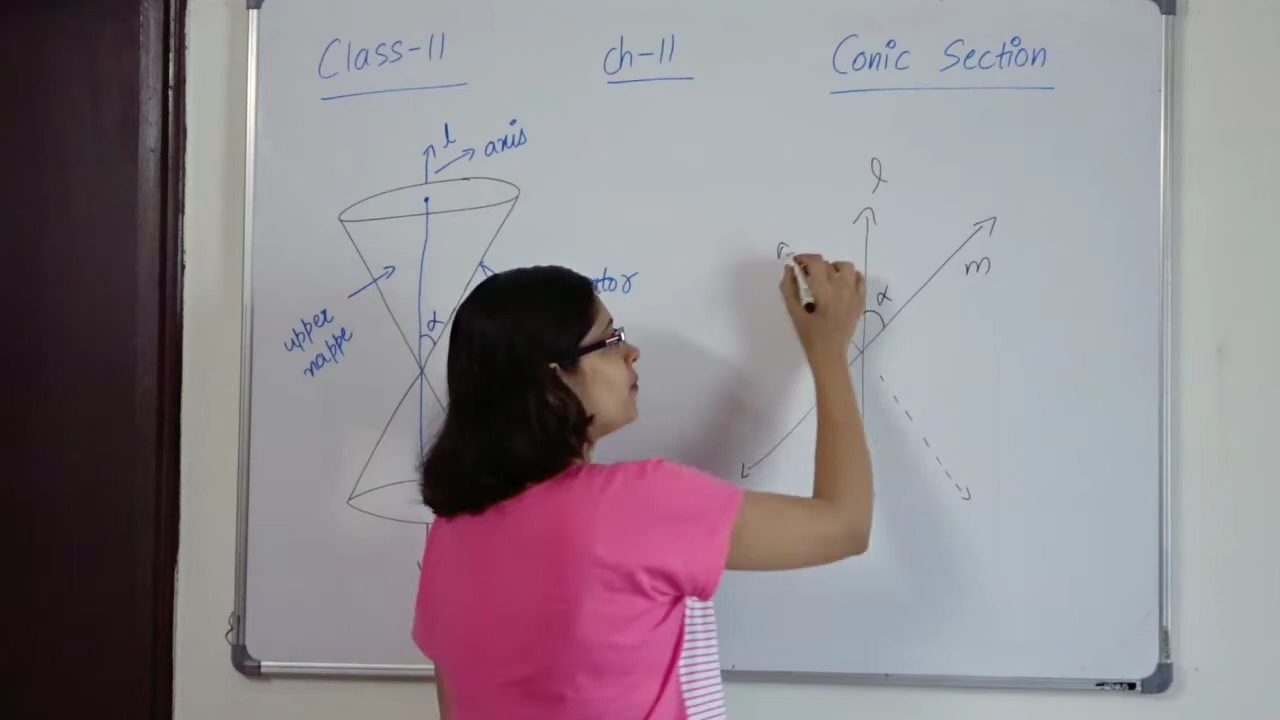 Class-11 ch-11 Conic Section
l
axis
l
m
α
α
upper
nappe